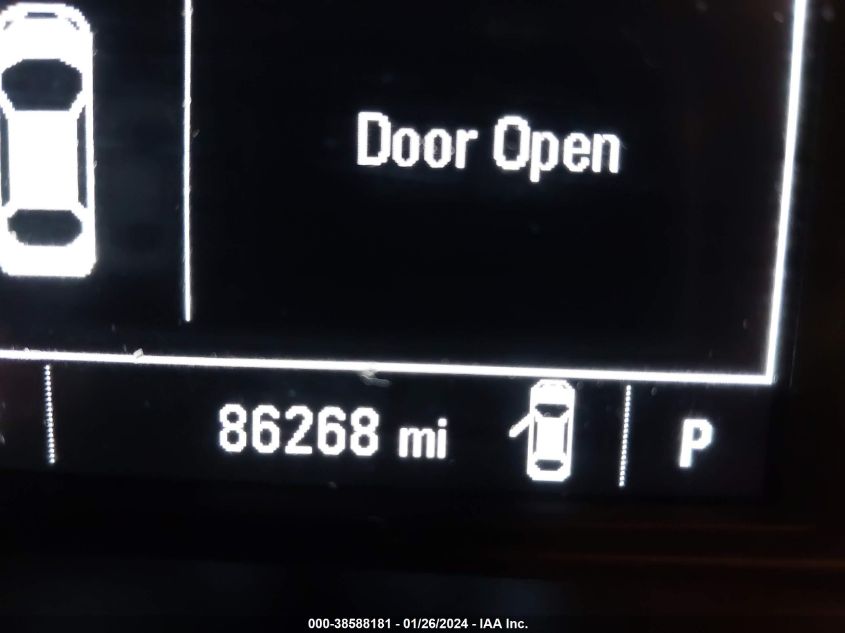 Door Open
86268 mi
P
000-38588181 - 01/26/2024 - IAA Inc.